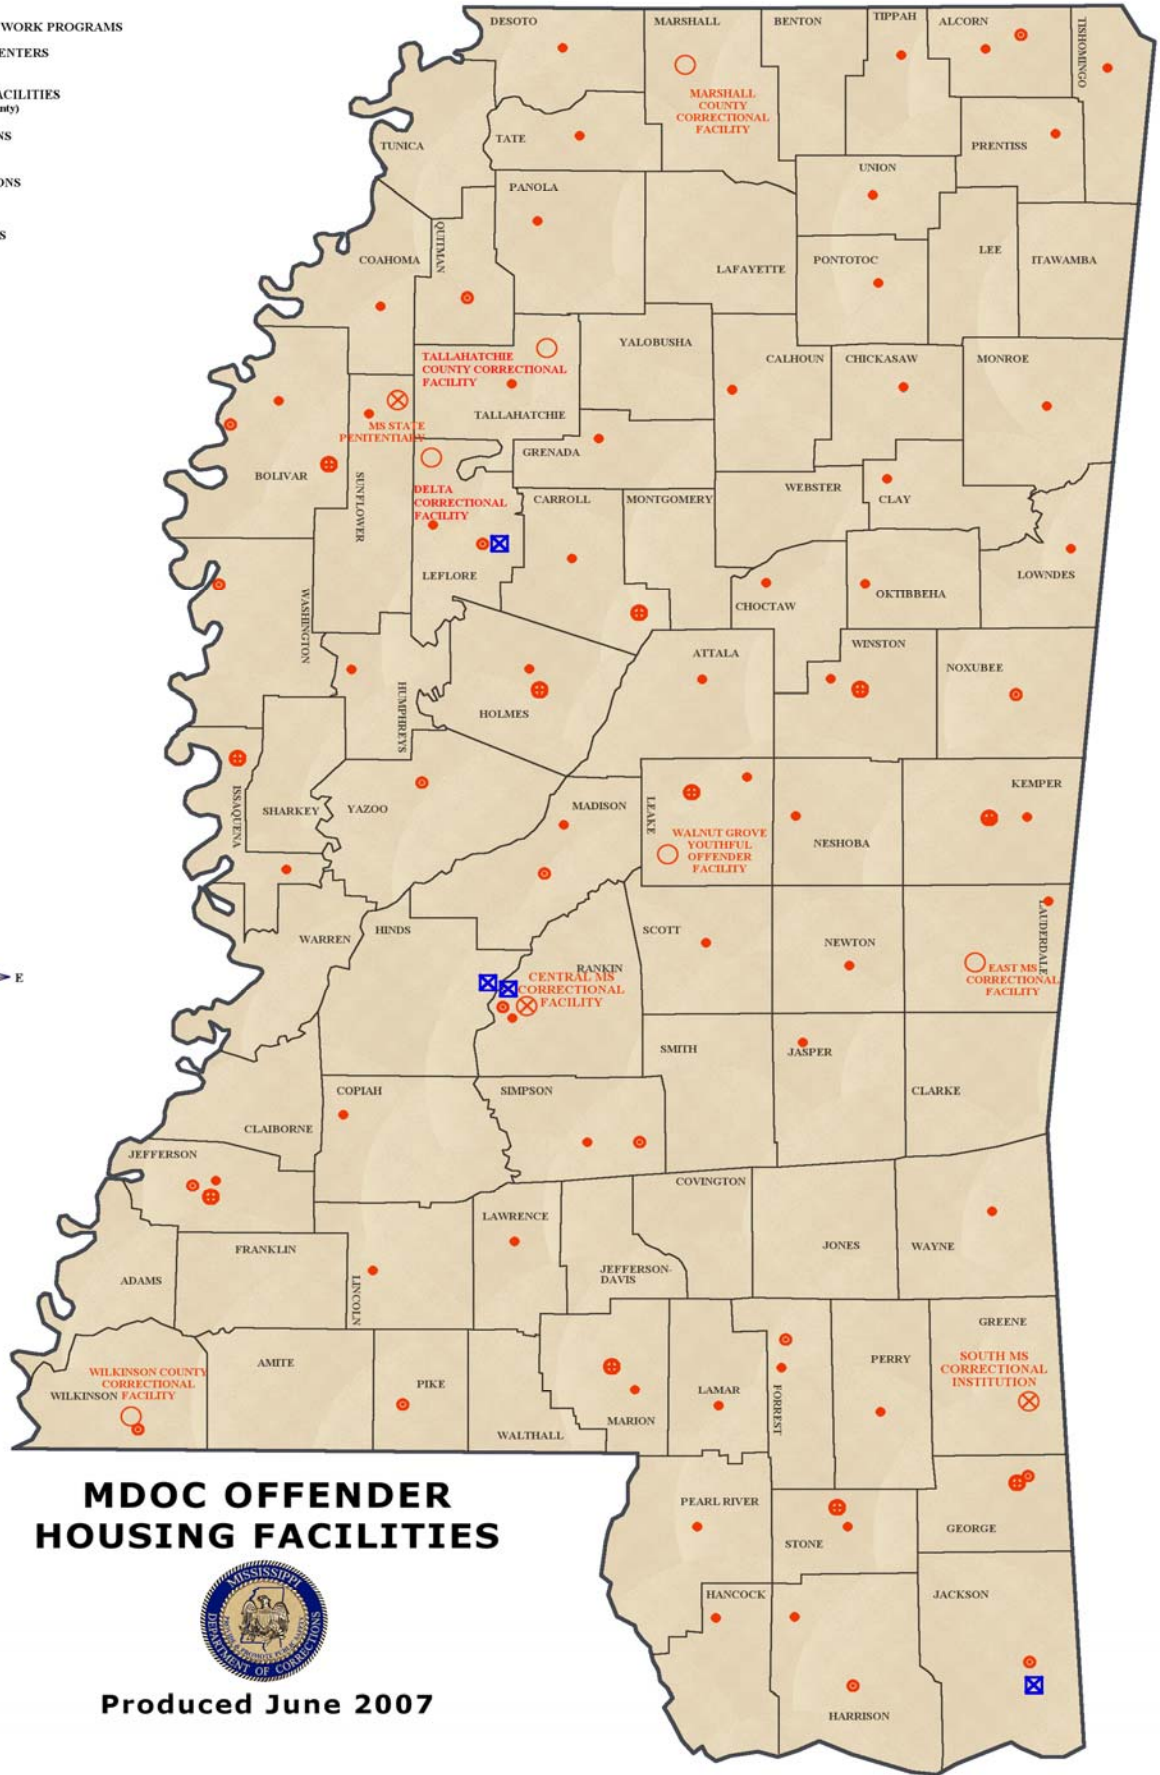 WORK PROGRAMS
ENTERS
ACILITIES
nty)
NS
ONS
S
DESOTO
MARSHALL
BENTON
TIPPAH
ALCORN
TISHOMINGO
MARSHALL
COUNTY
CORRECTIONAL
FACILITY
TUNICA
TATE
PRENTISS
UNION
PANOLA
QUITMAN
COAHOMA
LAFAYETTE
PONTOTOC
LEE
ITAWAMBA
TALLAHATCHIE
COUNTY CORRECTIONAL
FACILITY
YALOBUSHA
CALHOUN
CHICKASAW
MONROE
TALLAHATCHIE
MS STATE
PENITENTIARY
GRENADA
BOLIVAR
SUNFLOWER
DELTA
CORRECTIONAL
FACILITY
CARROLL
MONTGOMERY
WEBSTER
CLAY
LEFLORE
LOWNDES
OKTIBBEHA
CHOCTAW
WASHINGTON
ATTALA
WINSTON
NOXUBEE
HUMPHREYS
HOLMES
ISSAQUENA
SHARKEY
YAZOO
MADISON
LEAKE
WALNUT GROVE
YOUTHFUL
OFFENDER
FACILITY
NESHOBA
KEMPER
WARREN
HINDS
SCOTT
NEWTON
LAUDERDALE
E
RANKIN
CENTRAL MS
CORRECTIONAL
FACILITY
EAST MS
CORRECTIONAL
FACILITY
SMITH
JASPER
CLARKE
COPIAH
SIMPSON
CLAIBORNE
JEFFERSON
COVINGTON
LAWRENCE
FRANKLIN
JONES
WAYNE
ADAMS
LINCOLN
JEFFERSON-
DAVIS
GREENE
WILKINSON COUNTY
CORRECTIONAL
FACILITY
WILKINSON
AMITE
PIKE
WALTHALL
MARION
LAMAR
FORREST
PERRY
SOUTH MS
CORRECTIONAL
INSTITUTION
PEARL RIVER
STONE
GEORGE
HANCOCK
JACKSON
HARRISON
MDOC OFFENDER
HOUSING FACILITIES
MISSISSIPPI
DEPARTMENT OF CORRECTIONS
Produced June 2007